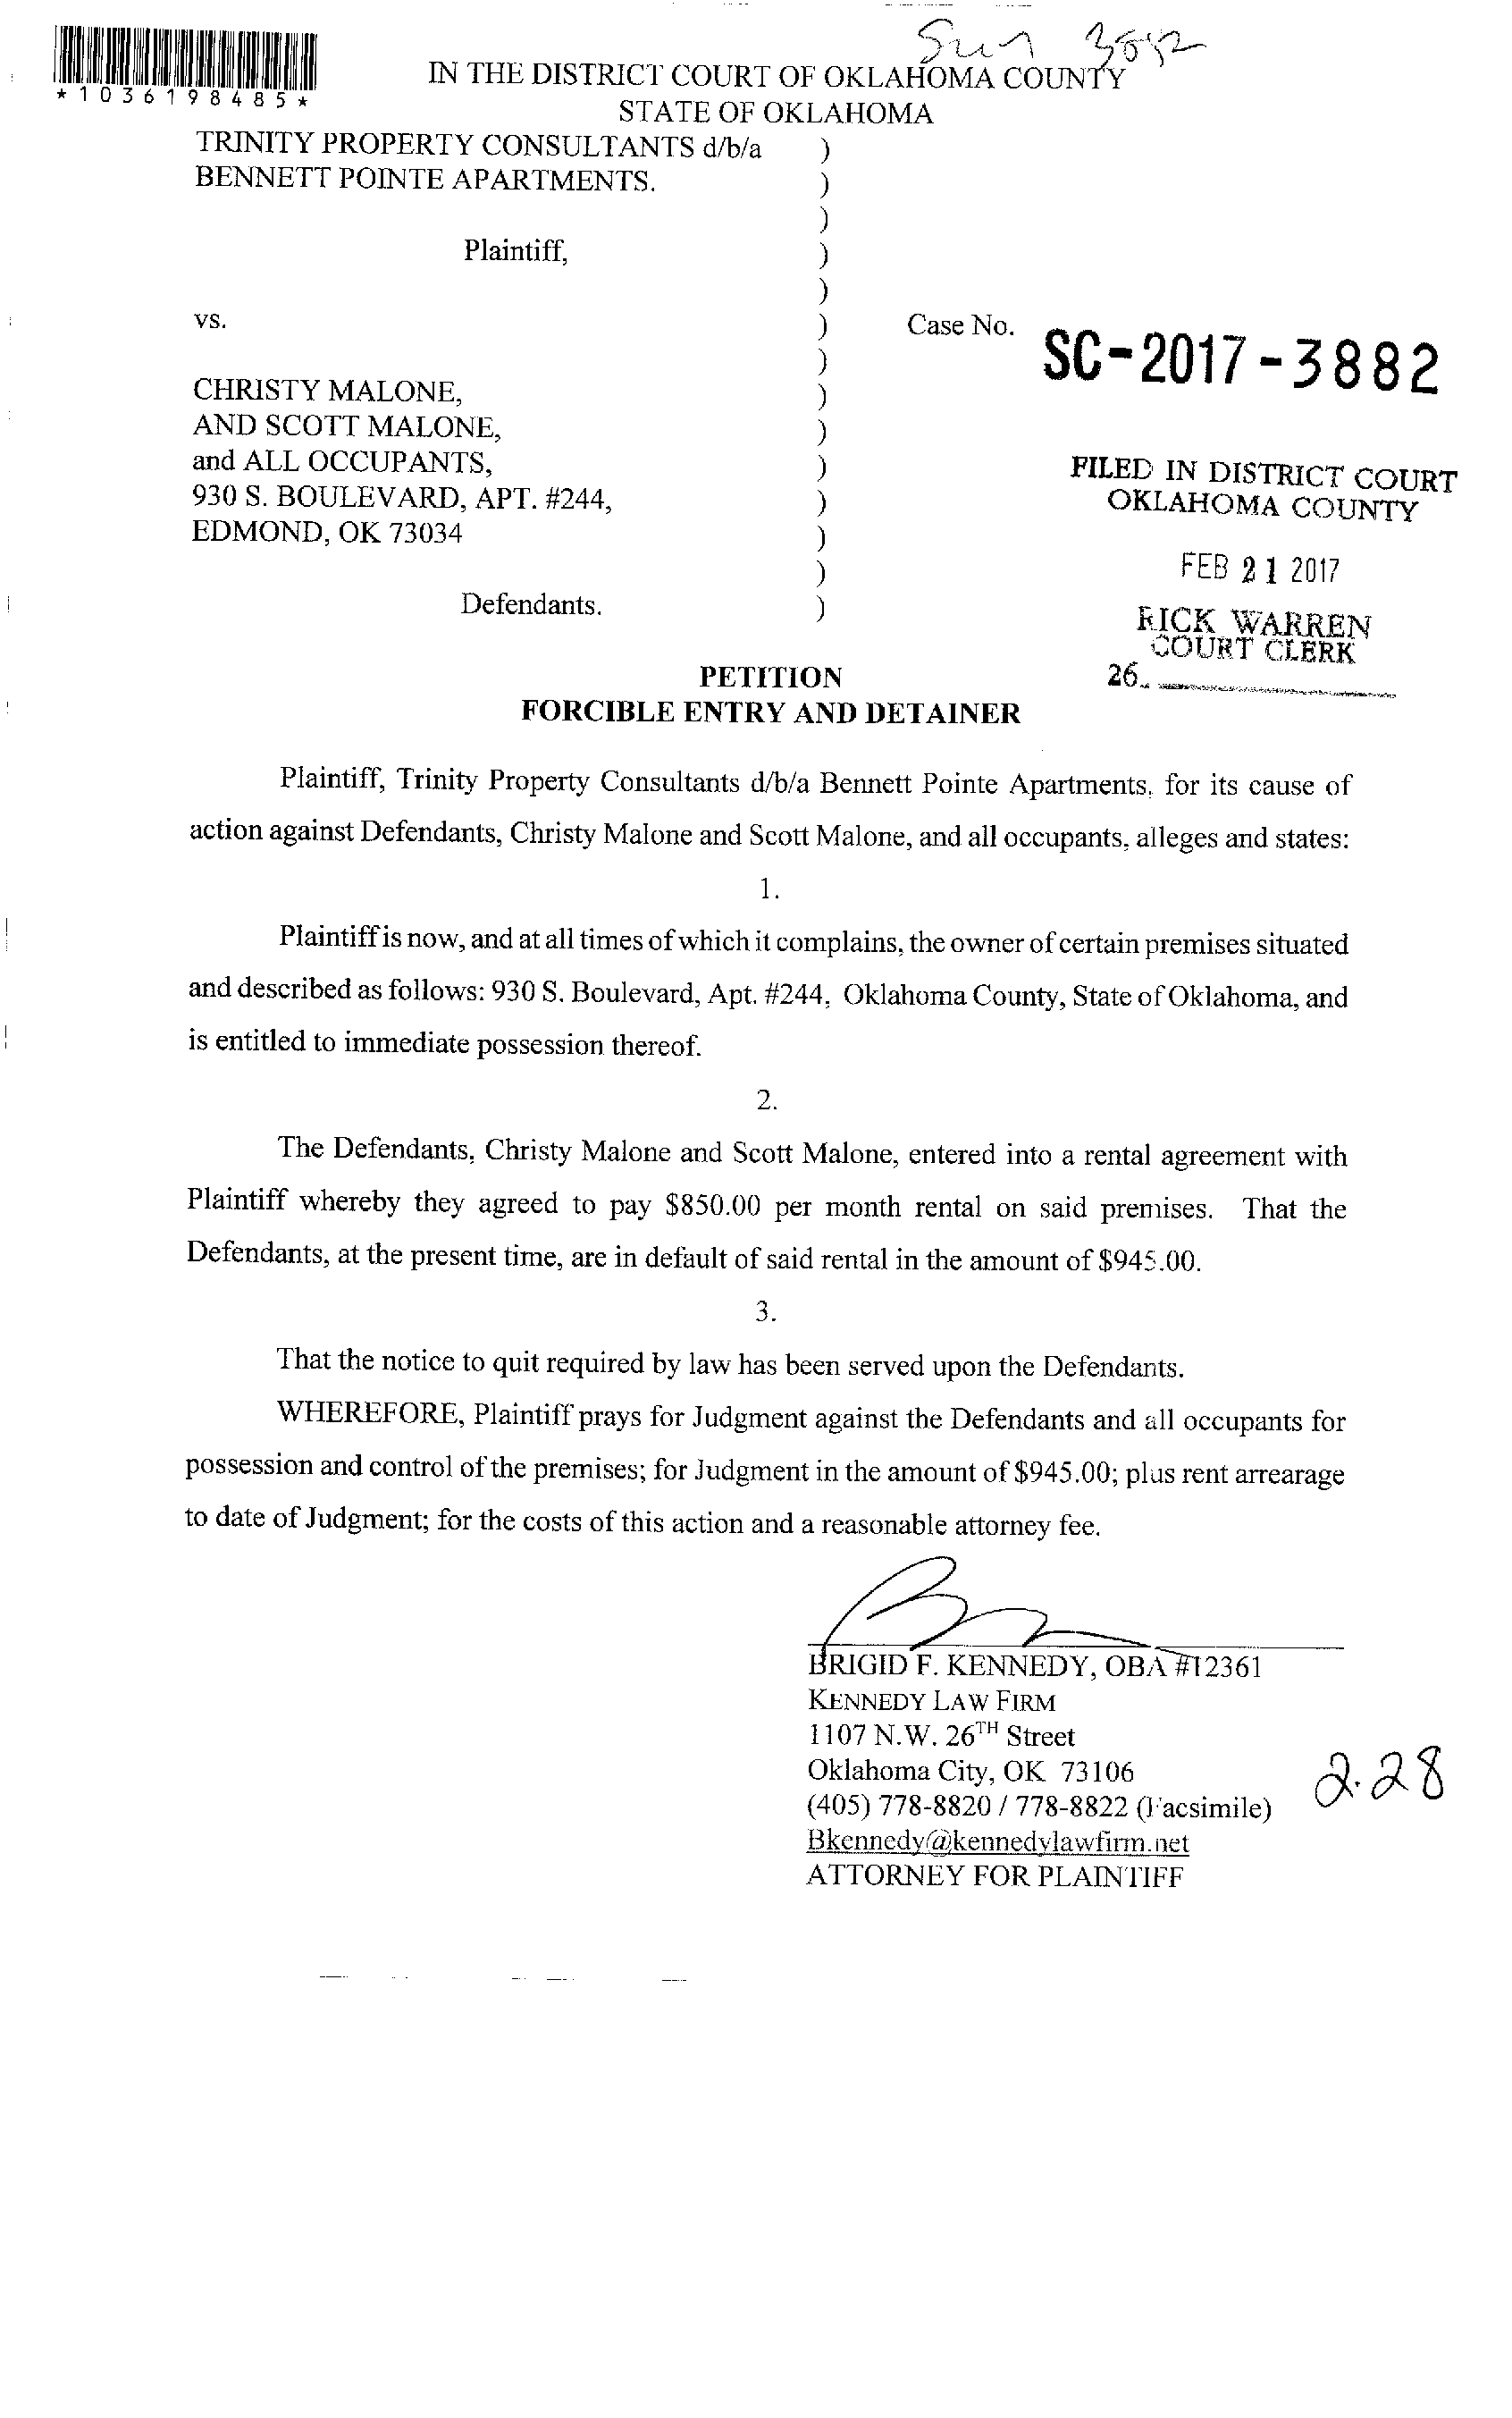 *1036198485*
IN THE DISTRICT COURT OF OKLAHOMA COUNTY
STATE OF OKLAHOMA
TRINITY PROPERTY CONSULTANTS d/b/a )
BENNETT POINTE APARTMENTS. )
)
Plaintiff, )
)
vs. ) Case No. SC-2017-3882
)
CHRISTY MALONE, )
AND SCOTT MALONE, )
and ALL OCCUPANTS, )
930 S. BOULEVARD, APT. #244, )
EDMOND, OK 73034 )
)
Defendants. )
FILED IN DISTRICT COURT
OKLAHOMA COUNTY
FEB 21 2017
RICK WARREN
COURT CLERK
26
PETITION
FORCIBLE ENTRY AND DETAINER
Plaintiff, Trinity Property Consultants d/b/a Bennett Pointe Apartments, for its cause of
action against Defendants, Christy Malone and Scott Malone, and all occupants, alleges and states:
1.
Plaintiff is now, and at all times of which it complains, the owner of certain premises situated
and described as follows: 930 S. Boulevard, Apt. #244, Oklahoma County, State of Oklahoma, and
is entitled to immediate possession thereof.
2.
The Defendants, Christy Malone and Scott Malone, entered into a rental agreement with
Plaintiff whereby they agreed to pay $850.00 per month rental on said premises. That the
Defendants, at the present time, are in default of said rental in the amount of $945.00.
3.
That the notice to quit required by law has been served upon the Defendants.
WHEREFORE, Plaintiff prays for Judgment against the Defendants and all occupants for
possession and control of the premises; for Judgment in the amount of $945.00; plus rent arrearage
to date of Judgment; for the costs of this action and a reasonable attorney fee.
BRIGID F. KENNEDY, OBA #12361
KENNEDY LAW FIRM
1107 N.W. 26TH Street
Oklahoma City, OK 73106
(405) 778-8820 / 778-8822 (Facsimile)
Bkennedy@kennedylawfirm.net
ATTORNEY FOR PLAINTIFF
2.28